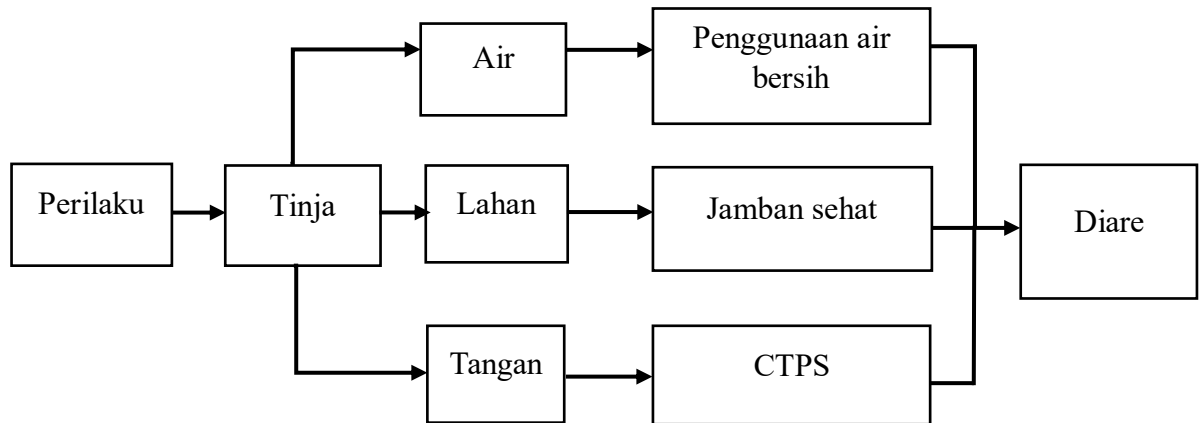 Air
Penggunaan air
bersih
Perilaku
Tinja
Lahan
Jamban sehat
Diare
Tangan
CTPS